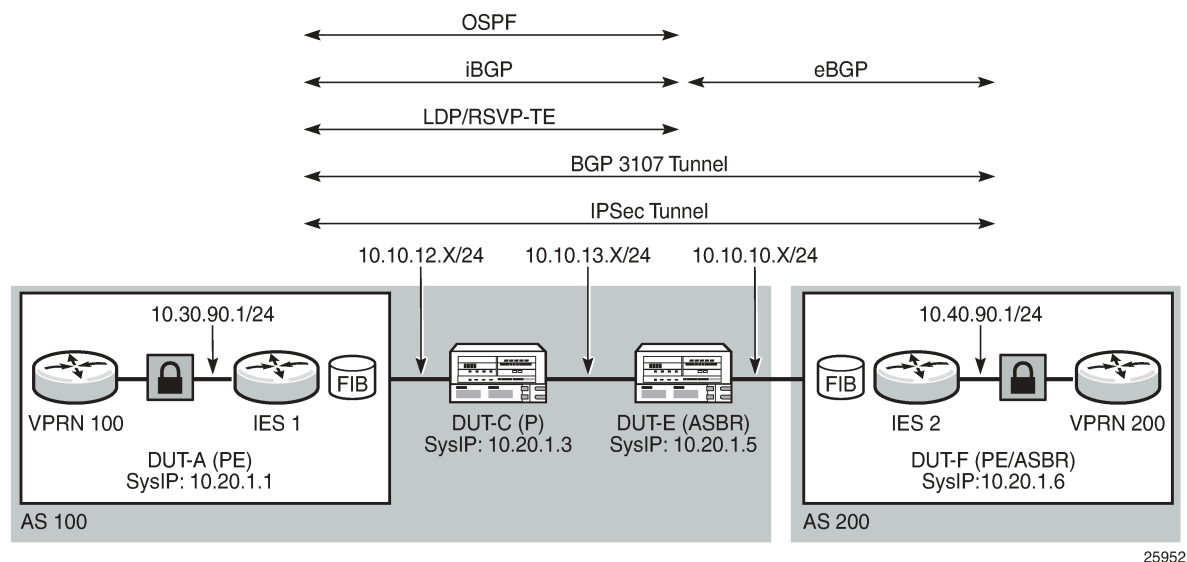 OSPF
iBGP
eBGP
LDP/RSVP-TE
BGP 3107 Tunnel
IPSec Tunnel
10.10.12.X/24
10.10.13.X/24
10.10.10.X/24
10.30.90.1/24
10.40.90.1/24
FIB
FIB
VPRN 100
IES 1
DUT-C (P)
SysIP: 10.20.1.3
DUT-E (ASBR)
SysIP: 10.20.1.5
IES 2
VPRN 200
DUT-A (PE)
SysIP: 10.20.1.1
DUT-F (PE/ASBR)
SysIP:10.20.1.6
AS 100
AS 200
25952